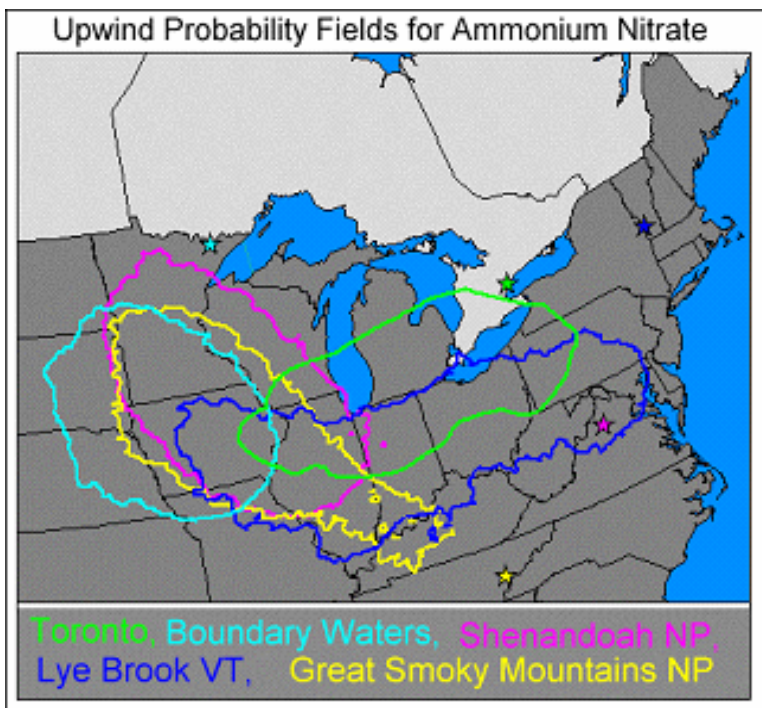 Upwind Probability Fields for Ammonium Nitrate
Toronto, Boundary Waters, Shenandoah NP,
Lye Brook VT, Great Smoky Mountains NP